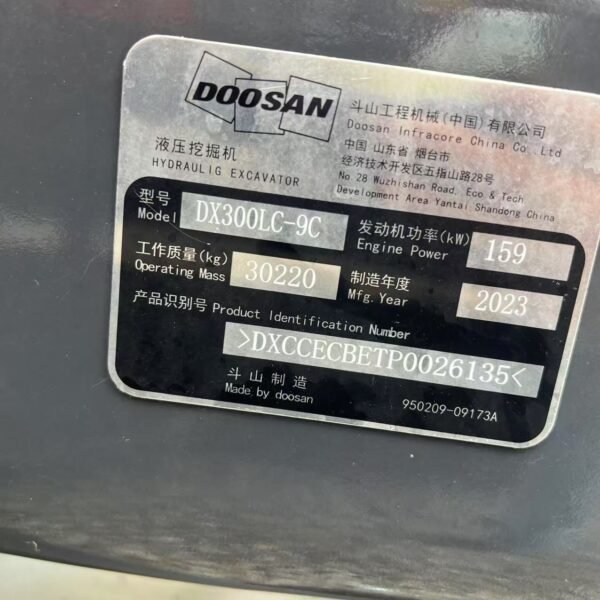 DOOSAN
斗山工程机械(中国)有限公司
Doosan Infracore China Co.,Ltd
中国 山东省 烟台市
经济技术开发区五指山路28号
No 28 Wuzhishan Road, Eco & Tech
Development Area Yantai Shandong China
液压挖掘机
HYDRAULIG EXCAVATOR
型号
Model
DX300LC-9C
发动机功率(kW)
Engine Power
159
工作质量(kg)
Operating Mass
30220
制造年度
Mfg. Year
2023
产品识别号 Product Identification Number
>DXCCECBETP0026135<
斗山制造
Made by doosan
950209-09173A